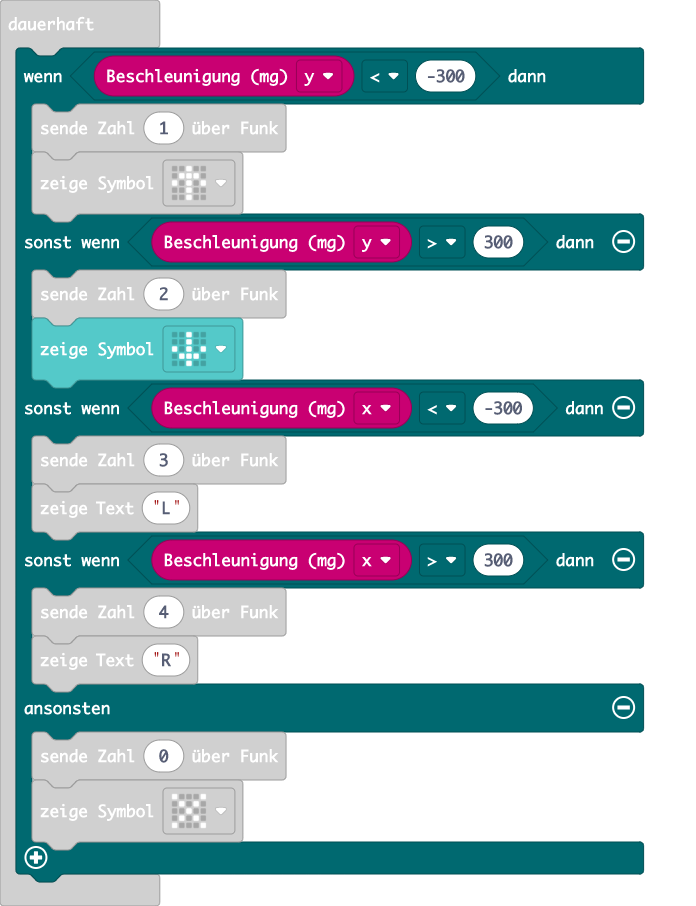 dauerhaft
wenn Beschleunigung (mg) y < -300 dann
sende Zahl 1 über Funk
zeige Symbol
sonst wenn Beschleunigung (mg) y > 300 dann
sende Zahl 2 über Funk
zeige Symbol
sonst wenn Beschleunigung (mg) x < -300 dann
sende Zahl 3 über Funk
zeige Text "L"
sonst wenn Beschleunigung (mg) x > 300 dann
sende Zahl 4 über Funk
zeige Text "R"
ansonsten
sende Zahl 0 über Funk
zeige Symbol